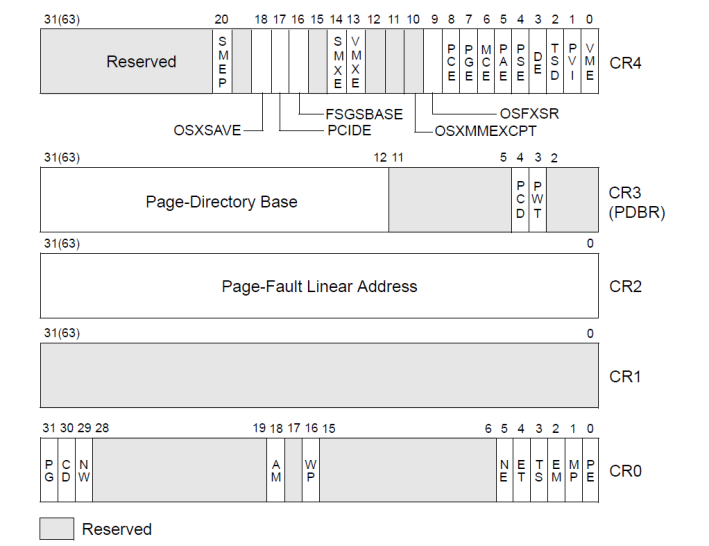 31(63) 20 18 17 16 15 14 13 12 11 10 9 8 7 6 5 4 3 2 1 0
Reserved SMEP SMXE VMXE PCE PGE MCE PAE PSE DE TSD PVI VME CR4
FSGSBASE OSFXSR
OSXSAVE PCIDE OSXMMEXCPT
31(63) 12 11 5 4 3 2
Page-Directory Base PCD PWT CR3
(PDBR)
31(63) 0
Page-Fault Linear Address CR2
31(63) 0
CR1
31 30 29 28 19 18 17 16 15 6 5 4 3 2 1 0
PG CD NW AM WP NE ET TS EM MP PE CR0
Reserved